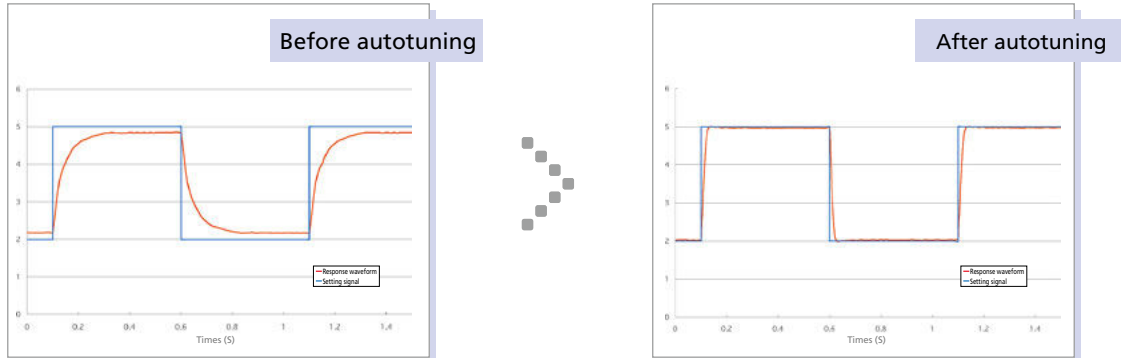 Before autotuning
6
5
4
3
2
1
0
Response waveform
Setting signal
0 0.2 0.4 0.6 0.8 1 1.2 1.4
Times (S)
After autotuning
6
5
4
3
2
1
0
Response waveform
Setting signal
0 0.2 0.4 0.6 0.8 1 1.2 1.4
Times (S)